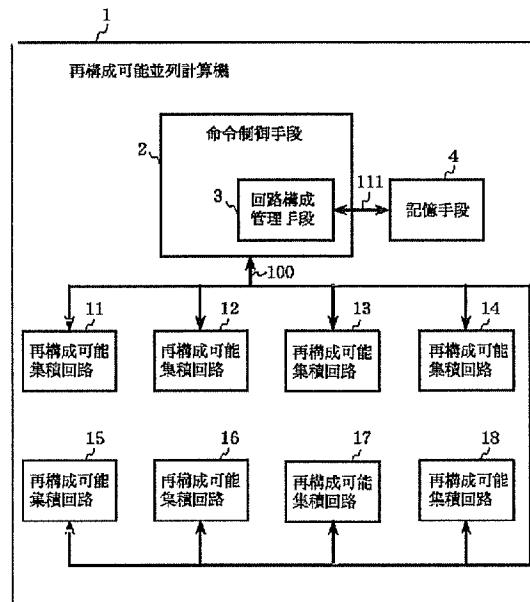 1
再構成可能並列計算機
命令制御手段
2
4
3
回路構成
管理手段
111
記憶手段
100
11
12
13
14
再構成可能
集積回路
再構成可能
集積回路
再構成可能
集積回路
再構成可能
集積回路
15
16
17
18
再構成可能
集積回路
再構成可能
集積回路
再構成可能
集積回路
再構成可能
集積回路